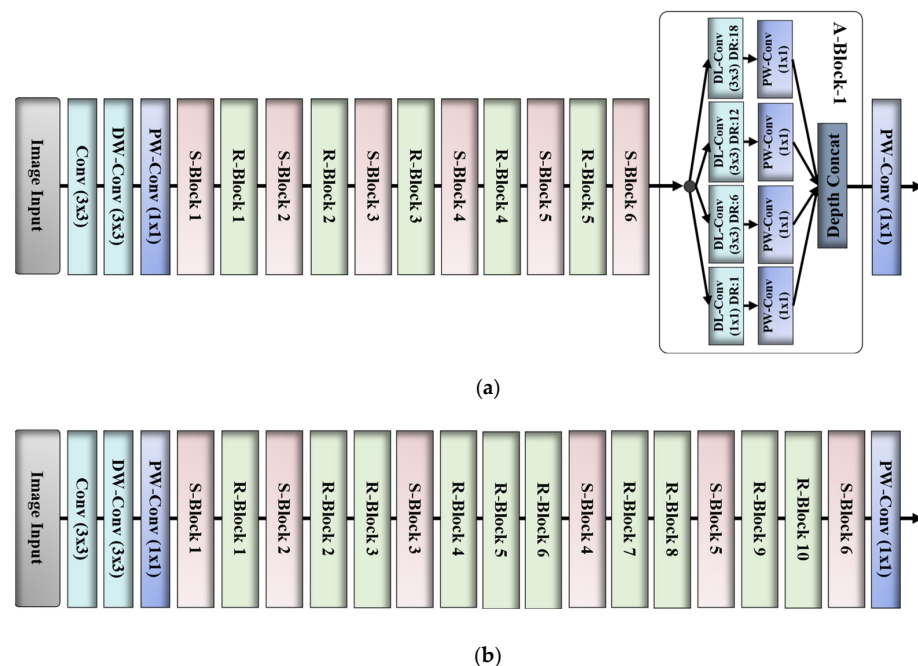 Image Input
Conv (3x3)
DW-Conv (3x3)
PW-Conv (1x1)
S-Block 1
R-Block 1
S-Block 2
R-Block 2
S-Block 3
R-Block 3
S-Block 4
R-Block 4
S-Block 5
R-Block 5
S-Block 6
A-Block-1
DL-Conv
(3x3) DR:18
PW-Conv
(1x1)
DL-Conv
(3x3) DR:12
PW-Conv
(1x1)
DL-Conv
(3x3) DR:6
PW-Conv
(1x1)
DL-Conv
(1x1) DR:1
PW-Conv
(1x1)
Depth Concat
PW-Conv (1x1)
(a)
Image Input
Conv (3x3)
DW-Conv (3x3)
PW-Conv (1x1)
S-Block 1
R-Block 1
S-Block 2
R-Block 2
R-Block 3
S-Block 3
R-Block 4
R-Block 5
R-Block 6
S-Block 4
R-Block 7
R-Block 8
S-Block 5
R-Block 9
R-Block 10
S-Block 6
PW-Conv (1x1)
(b)